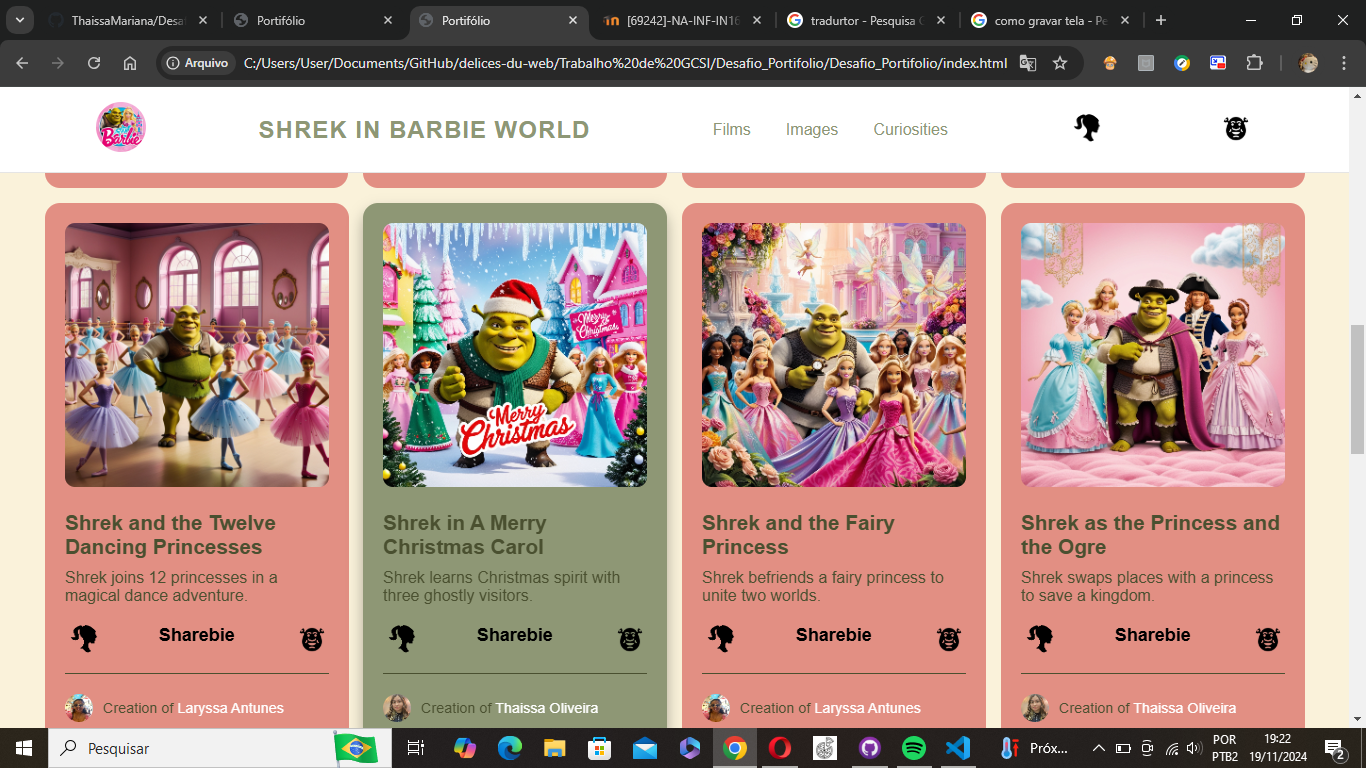 ThaissaMariana/Desaf
Portifólio
Portifólio
[69242]-NA-INF-IN16
tradurtor - Pesquisa G
como gravar tela - Pe
Arquivo
C:/Users/User/Documents/GitHub/delices-du-web/Trabalho%20de%20GCSI/Desafio_Portifolio/Desafio_Portifolio/index.html
Barbie
SHREK IN BARBIE WORLD
Films
Images
Curiosities
Merry
Christmas
Merry
Christmas
Shrek and the Twelve
Dancing Princesses
Shrek joins 12 princesses in a
magical dance adventure.
Sharebie
Creation of Laryssa Antunes
Shrek in A Merry
Christmas Carol
Shrek learns Christmas spirit with
three ghostly visitors.
Sharebie
Creation of Thaissa Oliveira
Shrek and the Fairy
Princess
Shrek befriends a fairy princess to
unite two worlds.
Sharebie
Creation of Laryssa Antunes
Shrek as the Princess and
the Ogre
Shrek swaps places with a princess
to save a kingdom.
Sharebie
Creation of Thaissa Oliveira
Pesquisar
Próx...
POR
PTB2
19:22
19/11/2024
2